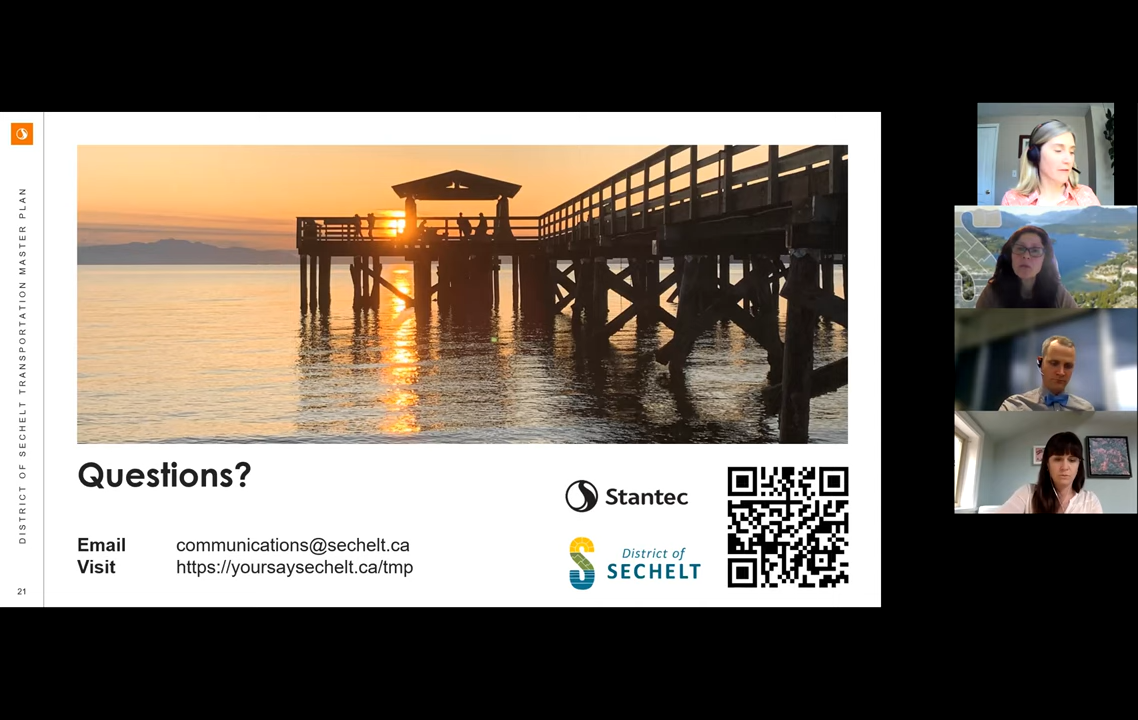 DISTRICT OF SECHELT TRANSPORTATION MASTER PLAN
Questions?
Email communications@sechelt.ca
Visit https://yoursaysechelt.ca/tmp
Stantec
District of
SECHELT
21